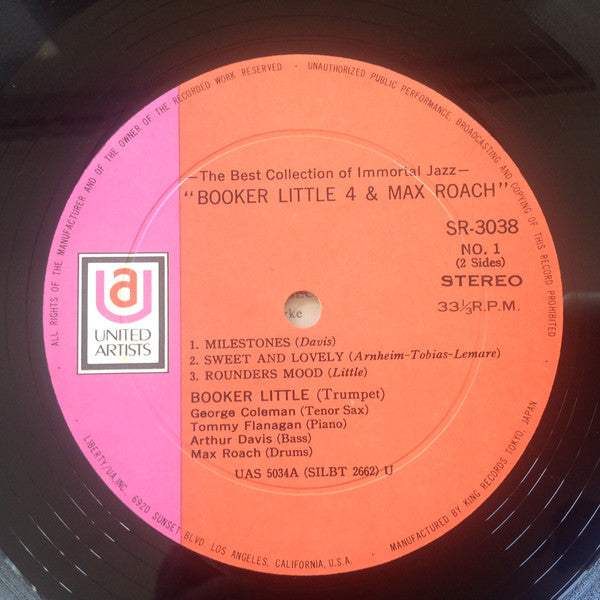 ALL RIGHTS OF THE MANUFACTURER AND OF THE OWNER OF THE RECORDED WORK RESERVED · UNAUTHORIZED PUBLIC PERFORMANCE, BROADCASTING AND COPYING OF THIS RECORD PROHIBITED
—The Best Collection of Immorial Jazz—
"BOOKER LITTLE 4 & MAX ROACH"
SR-3038
NO. 1
(2 Sides)
STEREO
33⅓R.P.M.
UA
UNITED
ARTISTS
ke
1. MILESTONES (Davis)
2. SWEET AND LOVELY (Arnheim-Tobias-Lemare)
3. ROUNDERS MOOD (Little)
BOOKER LITTLE (Trumpet)
George Coleman (Tenor Sax)
Tommy Flanagan (Piano)
Arthur Davis (Bass)
Max Roach (Drums)
UAS 5034A (SILBT 2662) U
LIBERTY/UA, INC., 6920 SUNSET BLVD. LOS ANGELES, CALIFORNIA, U.S.A. · MANUFACTURED BY KING RECORDS TOKYO, JAPAN